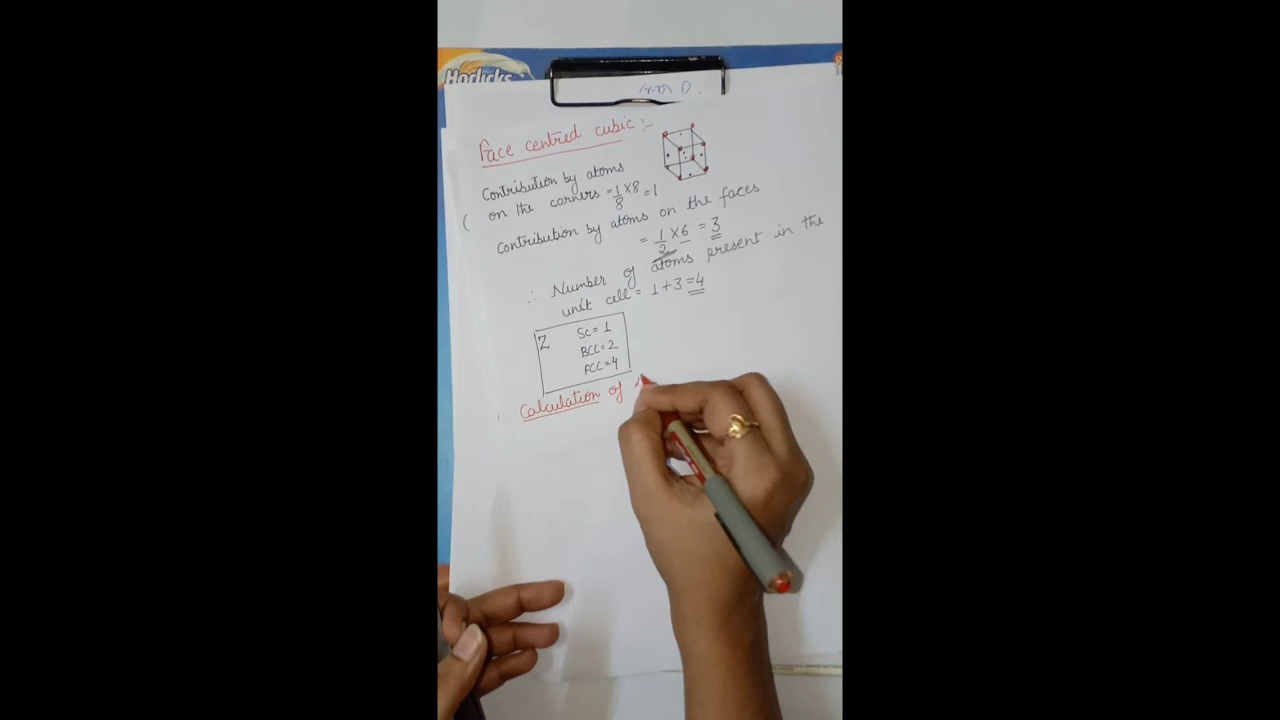 Horlicks
Face centred cubic :-
Contribution by atoms
on the corners = 1/8 × 8 = 1
Contribution by atoms on the faces
= 1/2 × 6 = 3
∴ Number of atoms present in the
unit cell = 1 + 3 = 4
Z SC = 1
BCC = 2
FCC = 4
Calculation of